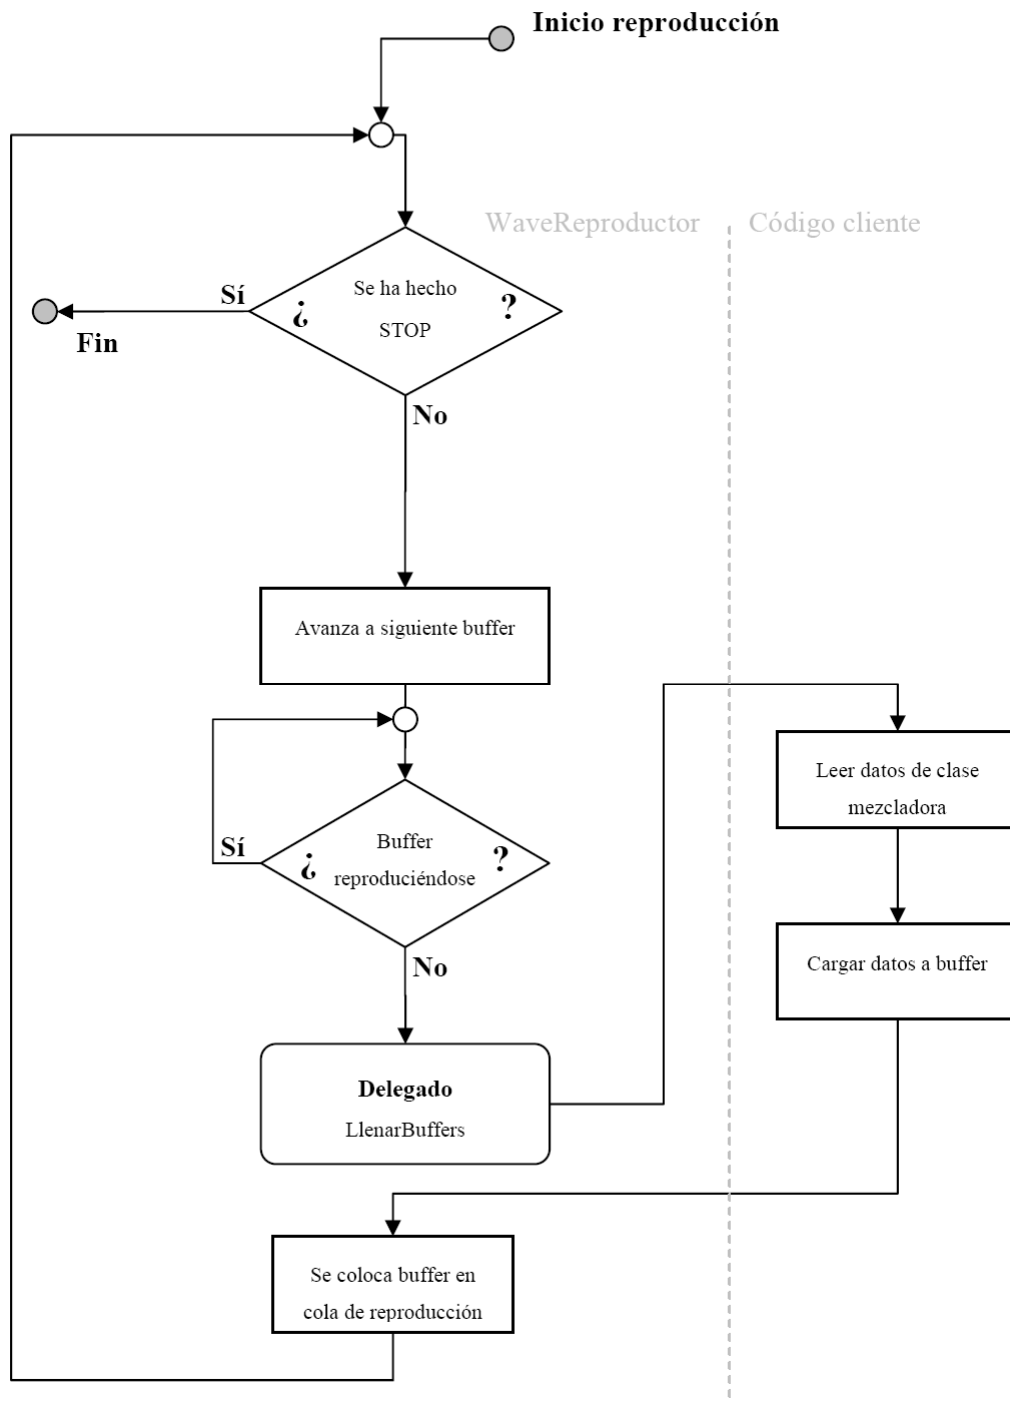 Inicio reproducción
WaveReproductor
Código cliente
Sí
¿
Se ha hecho
STOP
?
Fin
No
Avanza a siguiente buffer
Leer datos de clase
mezcladora
Sí
¿
Buffer
reproduciéndose
?
Cargar datos a buffer
No
Delegado
LlenarBuffers
Se coloca buffer en
cola de reproducción